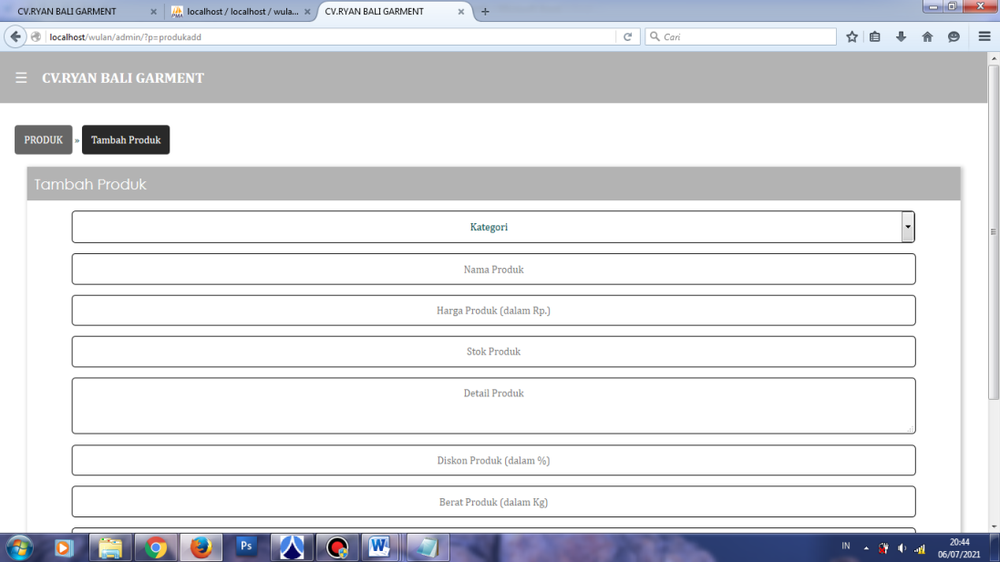 CV.RYAN BALI GARMENT
localhost / localhost / wula...
CV.RYAN BALI GARMENT
localhost/wulan/admin/?p=produkadd
Cari
CV.RYAN BALI GARMENT
PRODUK » Tambah Produk
Tambah Produk
Kategori
Nama Produk
Harga Produk (dalam Rp.)
Stok Produk
Detail Produk
Diskon Produk (dalam %)
Berat Produk (dalam Kg)
Ps
W
IN
20:44
06/07/2021